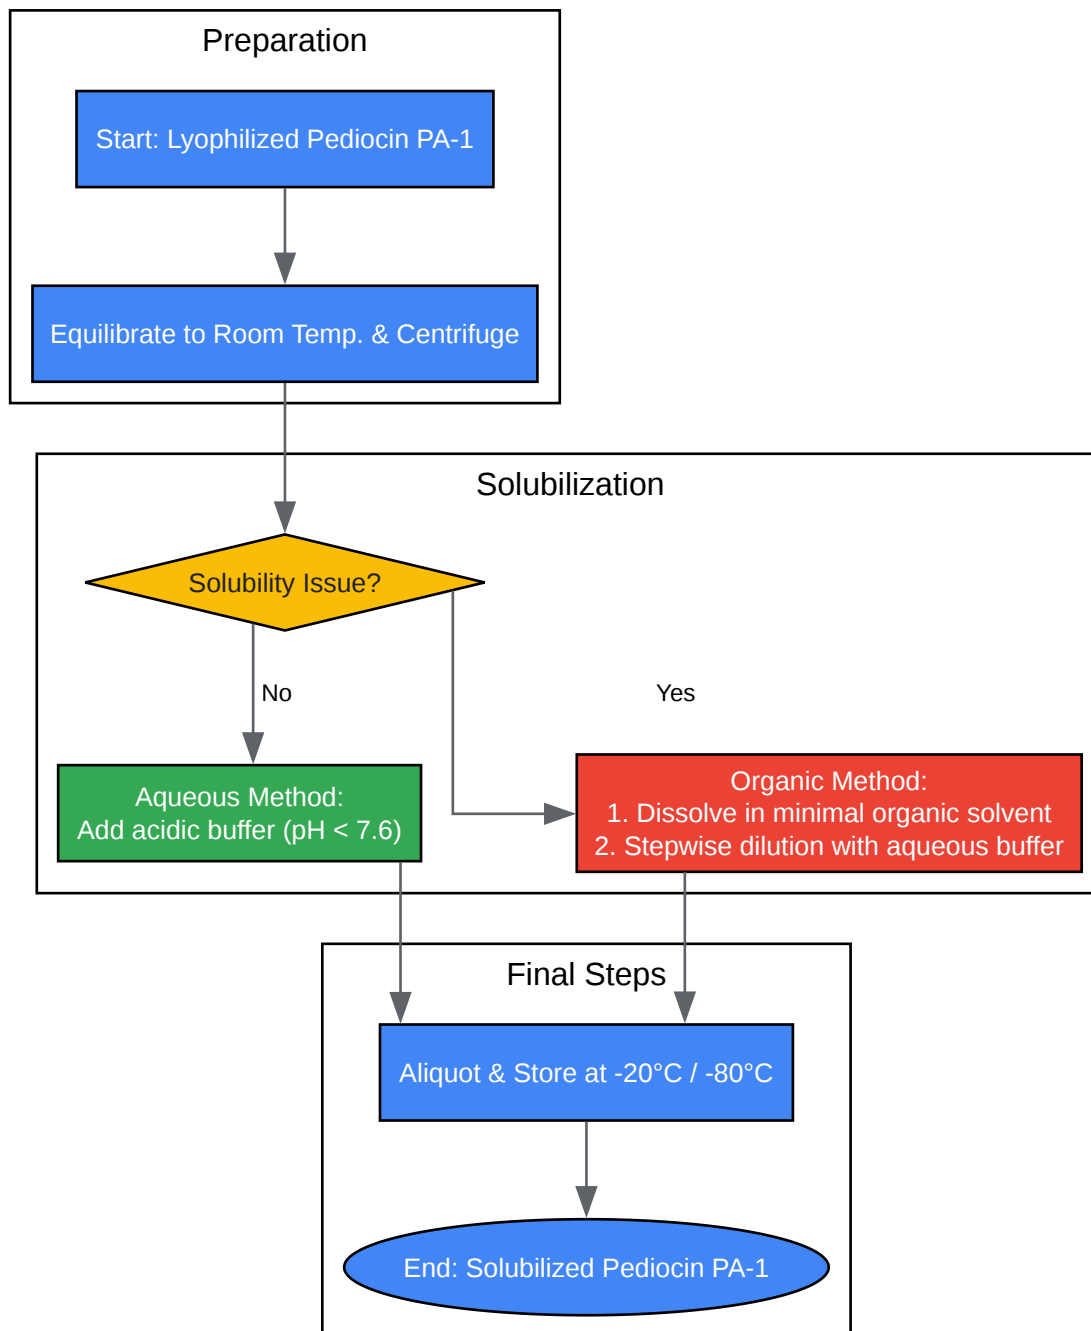 Preparation
Start: Lyophilized Pediocin PA-1
Equilibrate to Room Temp. & Centrifuge
Solubilization
Solubility Issue?
No
Yes
Aqueous Method:
Add acidic buffer (pH < 7.6)
Organic Method:
1. Dissolve in minimal organic solvent
2. Stepwise dilution with aqueous buffer
Final Steps
Aliquot & Store at -20°C / -80°C
End: Solubilized Pediocin PA-1